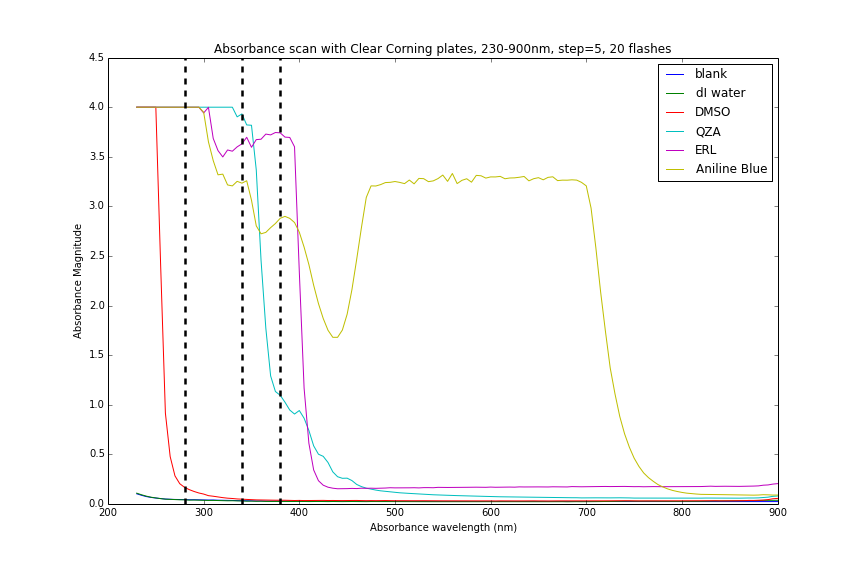 Absorbance scan with Clear Corning plates, 230-900nm, step=5, 20 flashes
4.5
4.0
3.5
3.0
2.5
2.0
1.5
1.0
0.5
0.0
Absorbance Magnitude
blank
dI water
DMSO
QZA
ERL
Aniline Blue
200 300 400 500 600 700 800 900
Absorbance wavelength (nm)